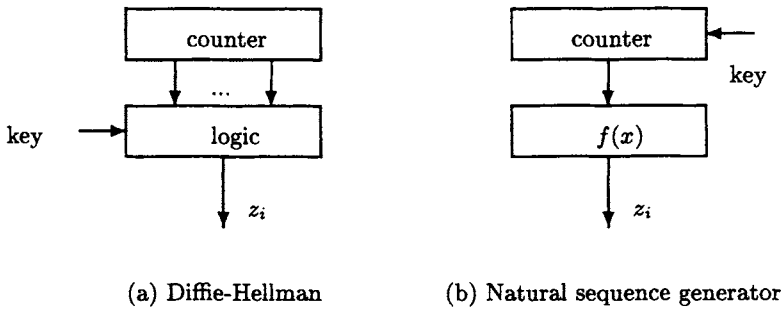 counter
...
key
logic
z_i
(a) Diffie-Hellman
counter
key
f(x)
z_i
(b) Natural sequence generator